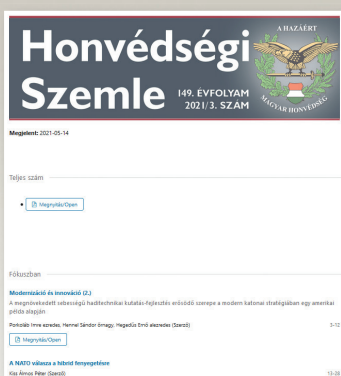 Honvédségi
Szemle
149. ÉVFOLYAM
2021/3. SZÁM
A HAZÁÉRT
MAGYAR HONVÉDSÉG
Megjelent: 2021-05-14
Teljes szám
Megnyitás/Open
Fókuszban
Modernizáció és innováció (2.)
A megnövekedett sebességű haditechnikai kutatás-fejlesztés erősödő szerepe a modern katonai stratégiában egy amerikai
példa alapján
Porkoláb Imre ezredes, Hennel Sándor őrnagy, Hegedűs Ernő alezredes (Szerző)
3-12
Megnyitás/Open
A NATO válasza a hibrid fenyegetésre
Kiss Álmos Péter (Szerző)
13-28